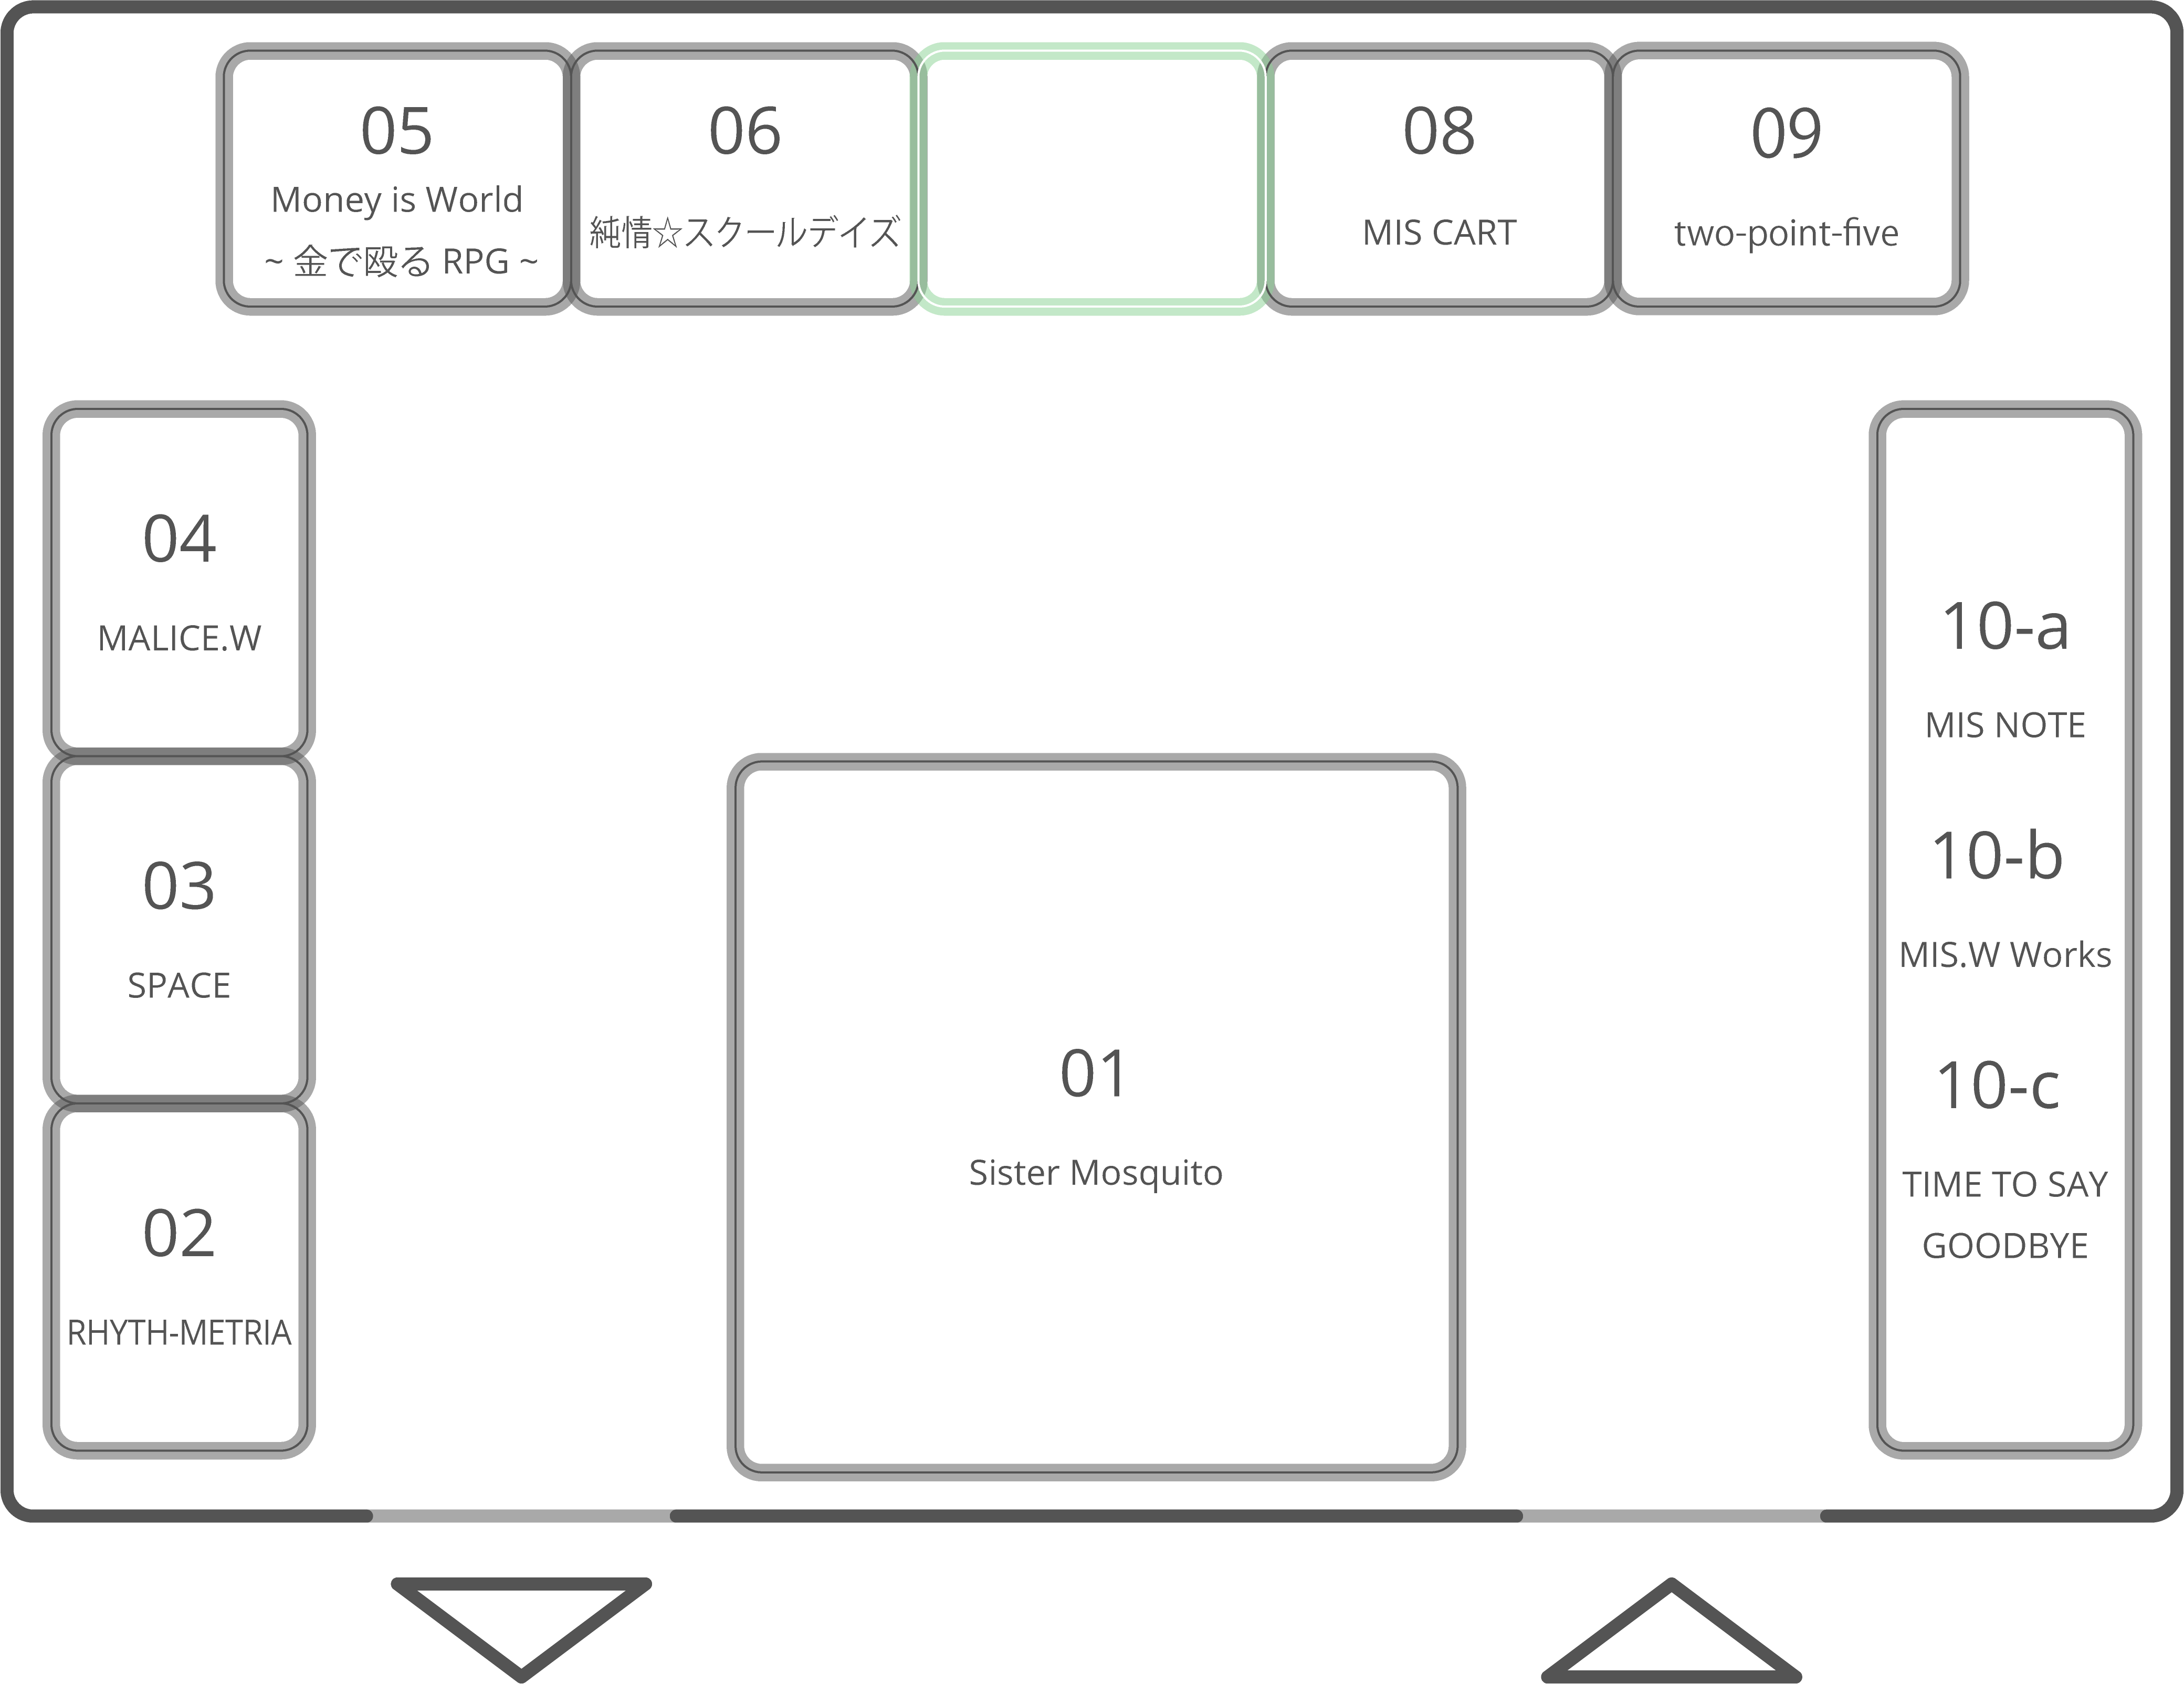 05
Money is World
~ 金で殴る RPG ~
06
純情☆スクールデイズ
08
MIS CART
09
two-point-five
04
MALICE.W
03
SPACE
02
RHYTH-METRIA
01
Sister Mosquito
10-a
MIS NOTE
10-b
MIS.W Works
10-c
TIME TO SAY
GOODBYE